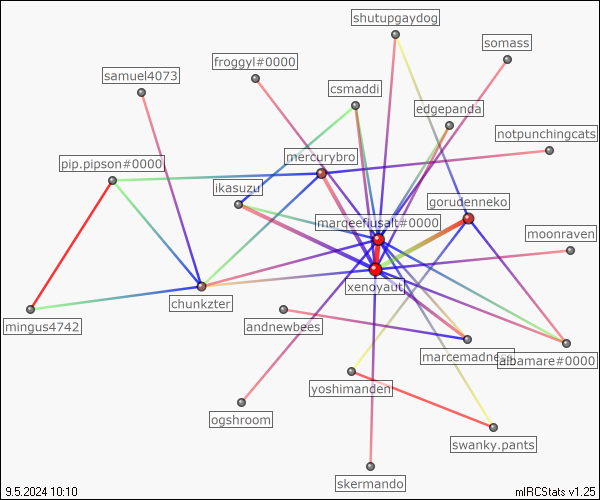 shutupgaydog
somass
froggyl#0000
samuel4073
csmaddi
edgepanda
notpunchingcats
mercurybro
pip.pipson#0000
ikasuzu
gorudenneko
marqeefiusalt#0000
moonraven
xenoyaut
chunkzter
mingus4742
andnewbees
marcemadnes
albamare#0000
yoshimanden
ogshroom
swanky.pants
skermando
9.5.2024 10:10
mIRCStats v1.25